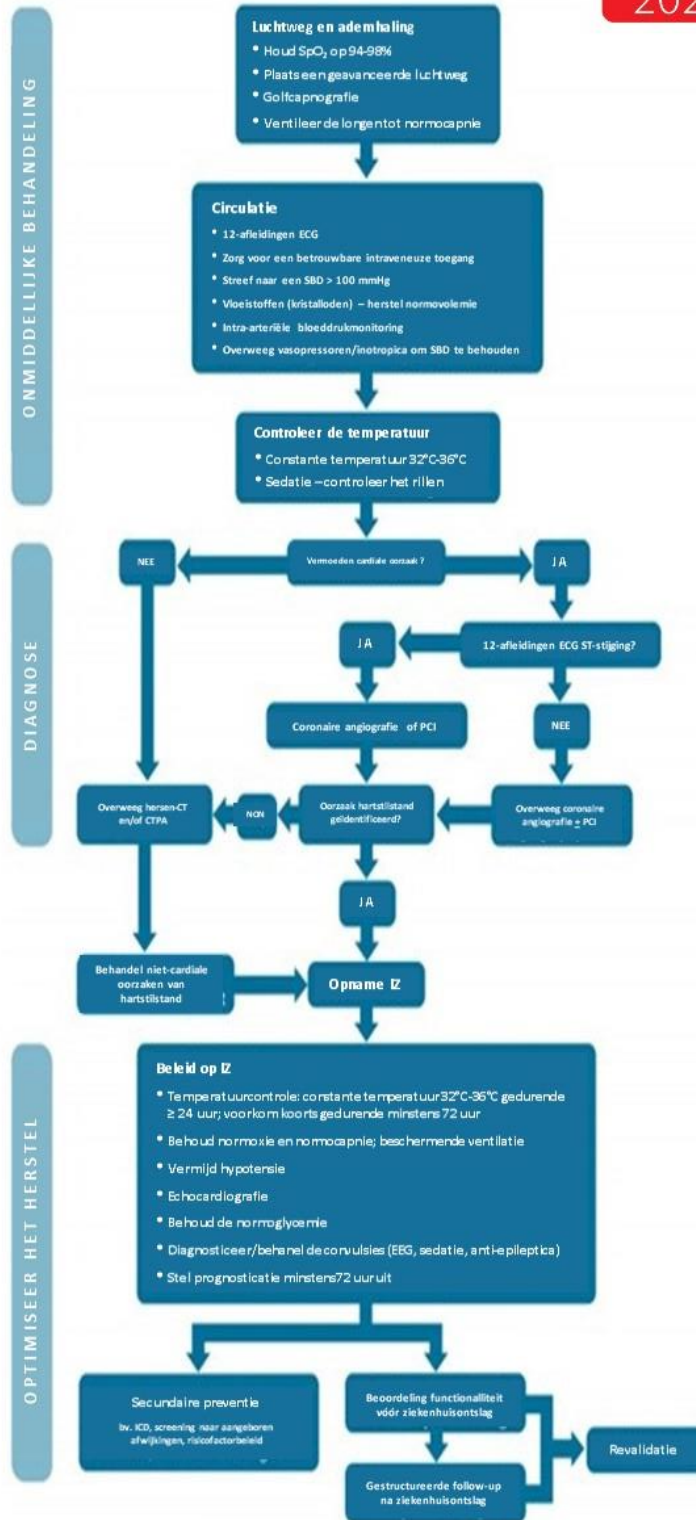 202
ONMIDDELLIJKE BEHANDELING
Luchtweg en ademhaling
• Houd SpO₂ op 94-98%
• Plaats een geavanceerde luchtweg
• Golfcapnografie
• Ventileer de longen tot normocapnie
Circulatie
• 12-afleidingen ECG
• Zorg voor een betrouwbare intraveneuze toegang
• Streef naar een SBD > 100 mmHg
• Vloeistoffen (kristalloden) – herstel normovolemie
• Intra-arteriële bloeddrukmonitoring
• Overweeg vasopressoren/inotropica om SBD te behouden
Controleer de temperatuur
• Constante temperatuur 32°C-36°C
• Sedatie – controleer het rillen
DIAGNOSE
NEE
Vermoeden cardiale oorzaak ?
JA
JA
12-afleidingen ECG ST-stijging?
Coronaire angiografie of PCI
NEE
Overweeg hersen-CT
en/of CTPA
NON
Oorzaak hartstilstand
geïdentificeerd?
Overweeg coronaire
angiografie ± PCI
JA
Behandel niet-cardiale
oorzaken van
hartstilstand
Opname IZ
OPTIMISEER HET HERSTEL
Beleid op IZ
• Temperatuurcontrole: constante temperatuur 32°C-36°C gedurende
≥ 24 uur; voorkom koorts gedurende minstens 72 uur
• Behoud normoxie en normocapnie; beschermende ventilatie
• Vermijd hypotensie
• Echocardiografie
• Behoud de normoglycemie
• Diagnosticeer/behanel de convulsies (EEG, sedatie, anti-epileptica)
• Stel prognosticatie minstens 72 uur uit
Secundaire preventie
bv. ICD, screening naar aangeboren
afwijkingen, risicofactorbeleid
Beoordeling functionalliteit
vóór ziekenhuisontslag
Gestructureerde follow-up
na ziekenhuisontslag
Revalidatie